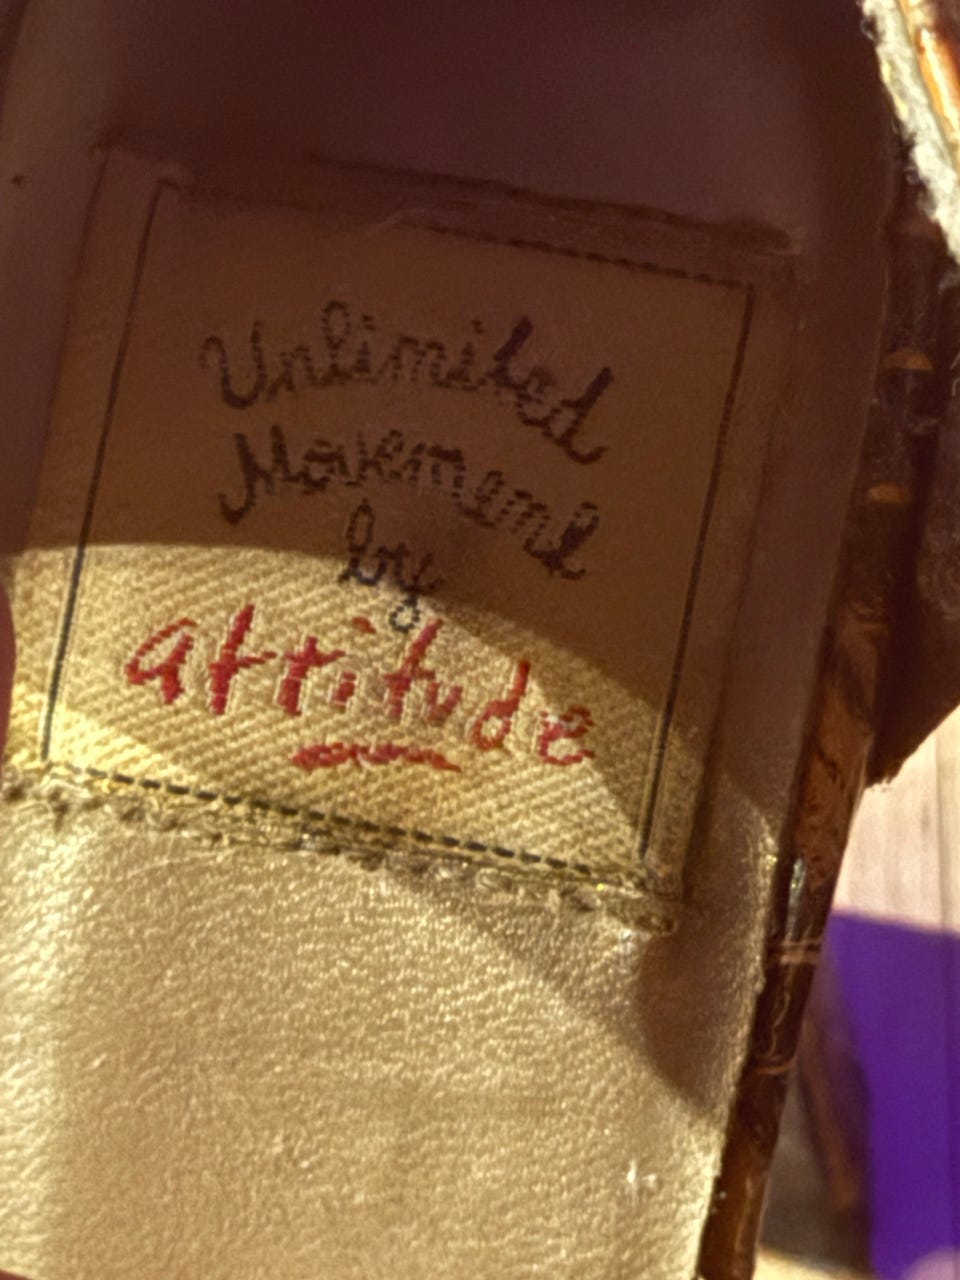 Unlimited
Movement
by
attitude